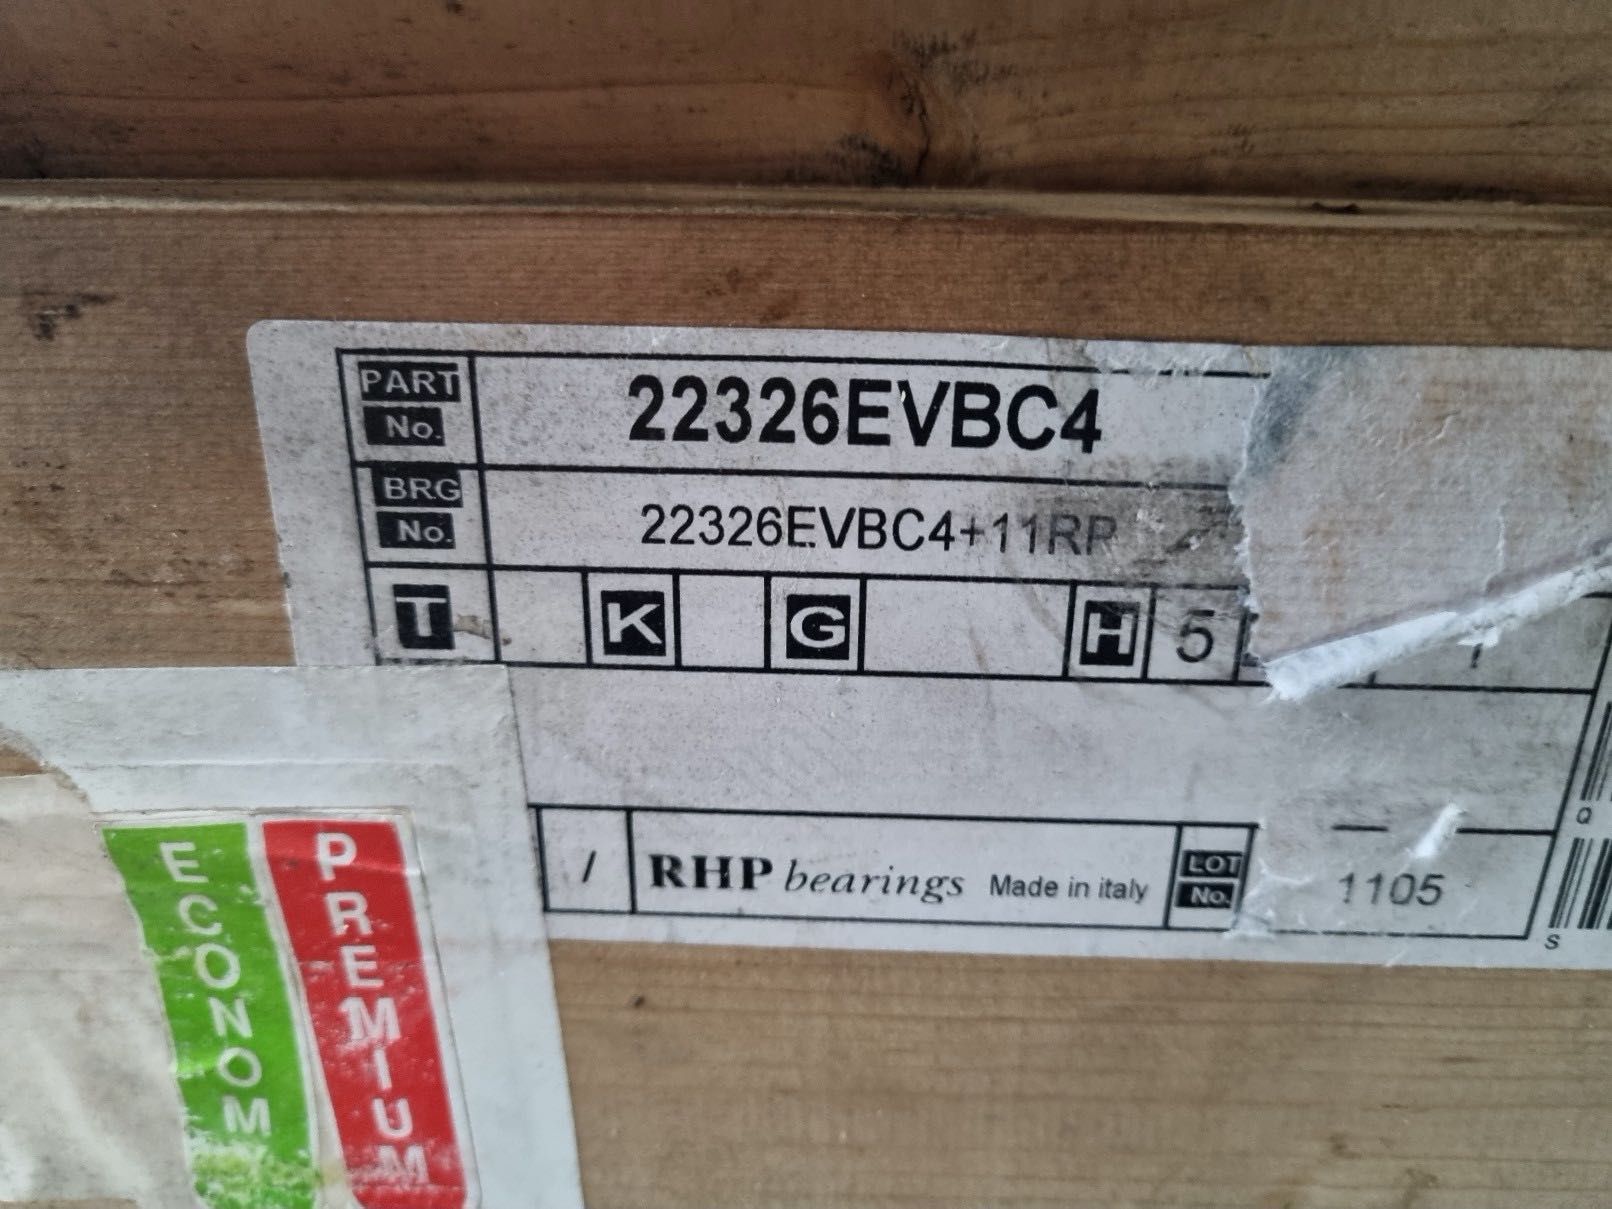 PART No. 22326EVBC4
BRG No. 22326EVBC4+11RP
T K G H 5
/ RHP bearings Made in italy LOT No. 1105
Q
S
ECONOM
PREMIUM